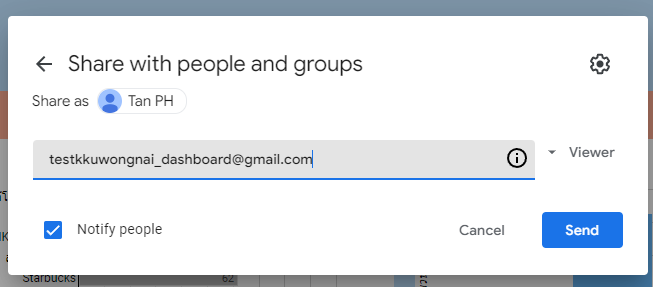 Share with people and groups
Share as Tan PH
testkkuwongnai_dashboard@gmail.com
Viewer
Notify people
Cancel
Send
Starbucks 62